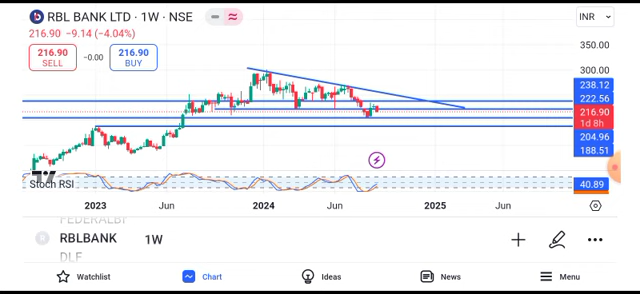 RBL BANK LTD · 1W · NSE
INR
216.90 −9.14 (−4.04%)
216.90
SELL
−0.00
216.90
BUY
350.00
300.00
238.12
222.56
216.90
1d 8h
204.96
188.51
Stoch RSI
40.89
2023
Jun
2024
Jun
2025
Jun
FEDERALBP
RBLBANK
1W
DLF
Watchlist
Chart
Ideas
News
Menu